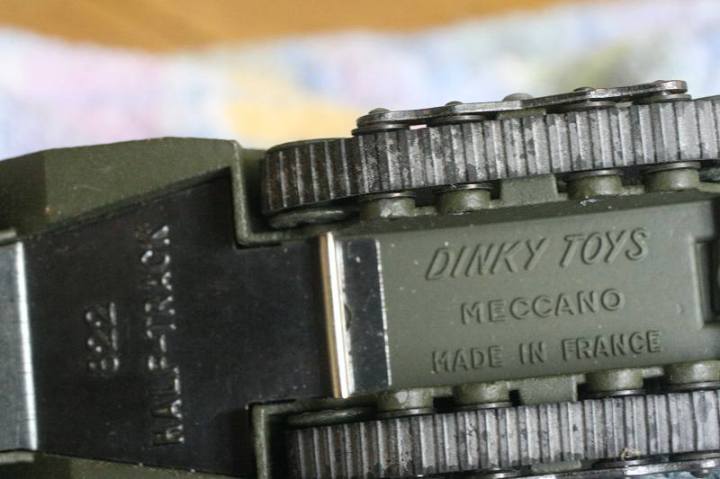 DINKY TOYS
MECCANO
MADE IN FRANCE
822
HALF-TRACK